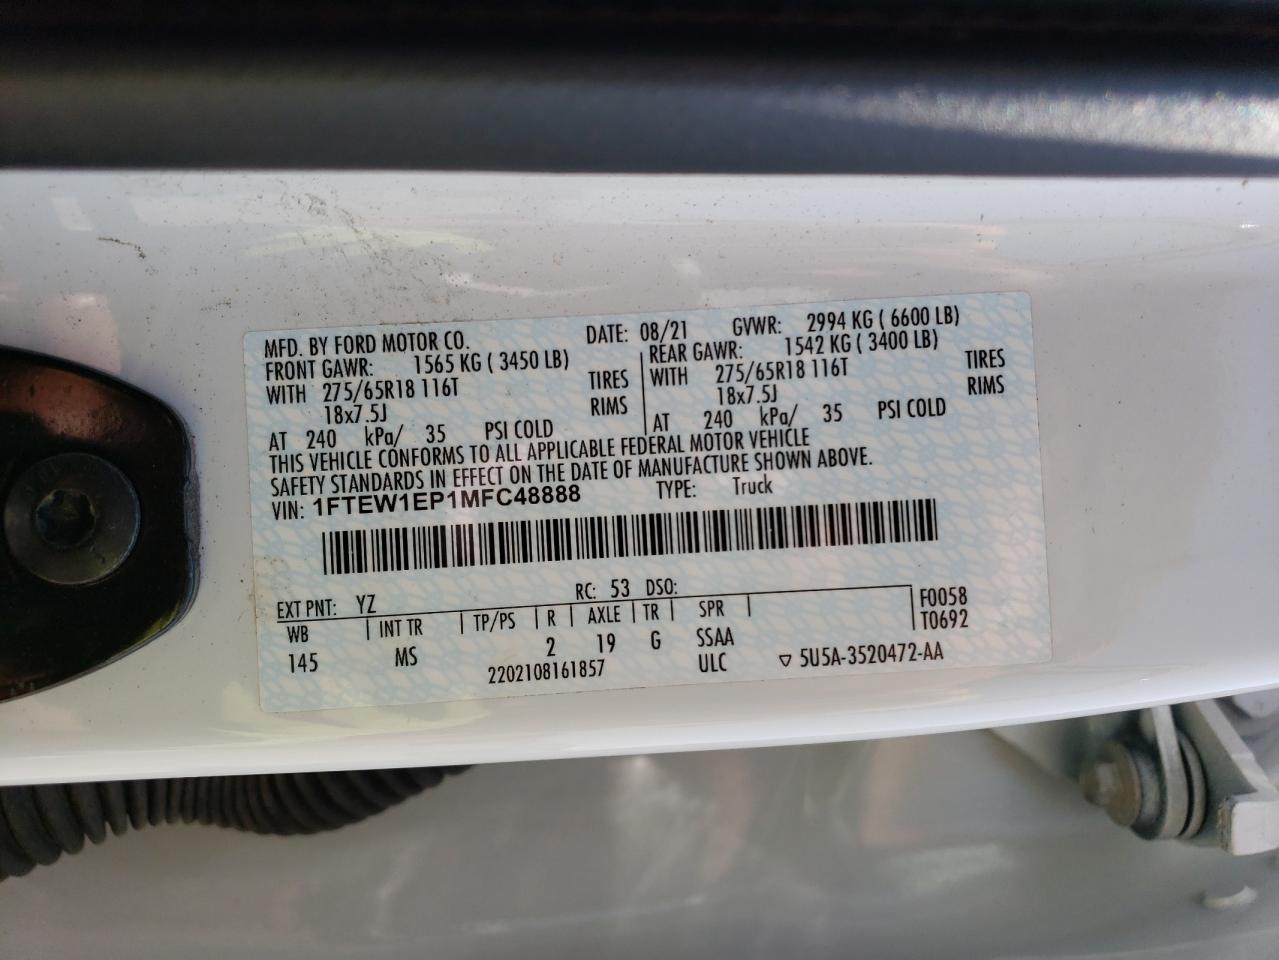 MFD. BY FORD MOTOR CO. DATE: 08/21 GVWR: 2994 KG ( 6600 LB)
FRONT GAWR: 1565 KG ( 3450 LB) REAR GAWR: 1542 KG ( 3400 LB)
WITH 275/65R18 116T TIRES WITH 275/65R18 116T TIRES
18x7.5J RIMS 18x7.5J RIMS
AT 240 kPa/ 35 PSI COLD AT 240 kPa/ 35 PSI COLD
THIS VEHICLE CONFORMS TO ALL APPLICABLE FEDERAL MOTOR VEHICLE
SAFETY STANDARDS IN EFFECT ON THE DATE OF MANUFACTURE SHOWN ABOVE.
VIN: 1FTEW1EP1MFC48888 TYPE: Truck
EXT PNT: YZ RC: 53 DSO: F0058
WB INT TR TP/PS R AXLE TR SPR T0692
145 MS 2 19 G SSAA
2202108161857 ULC ▽ 5U5A-3520472-AA